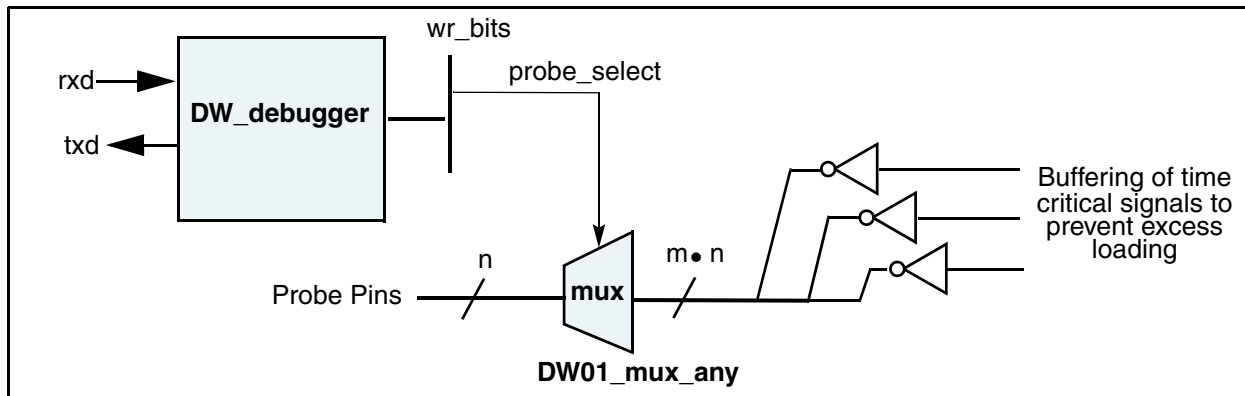 wr_bits
probe_select
rxd
DW_debugger
txd
Buffering of time
critical signals to
prevent excess
loading
n
m• n
Probe Pins
mux
DW01_mux_any